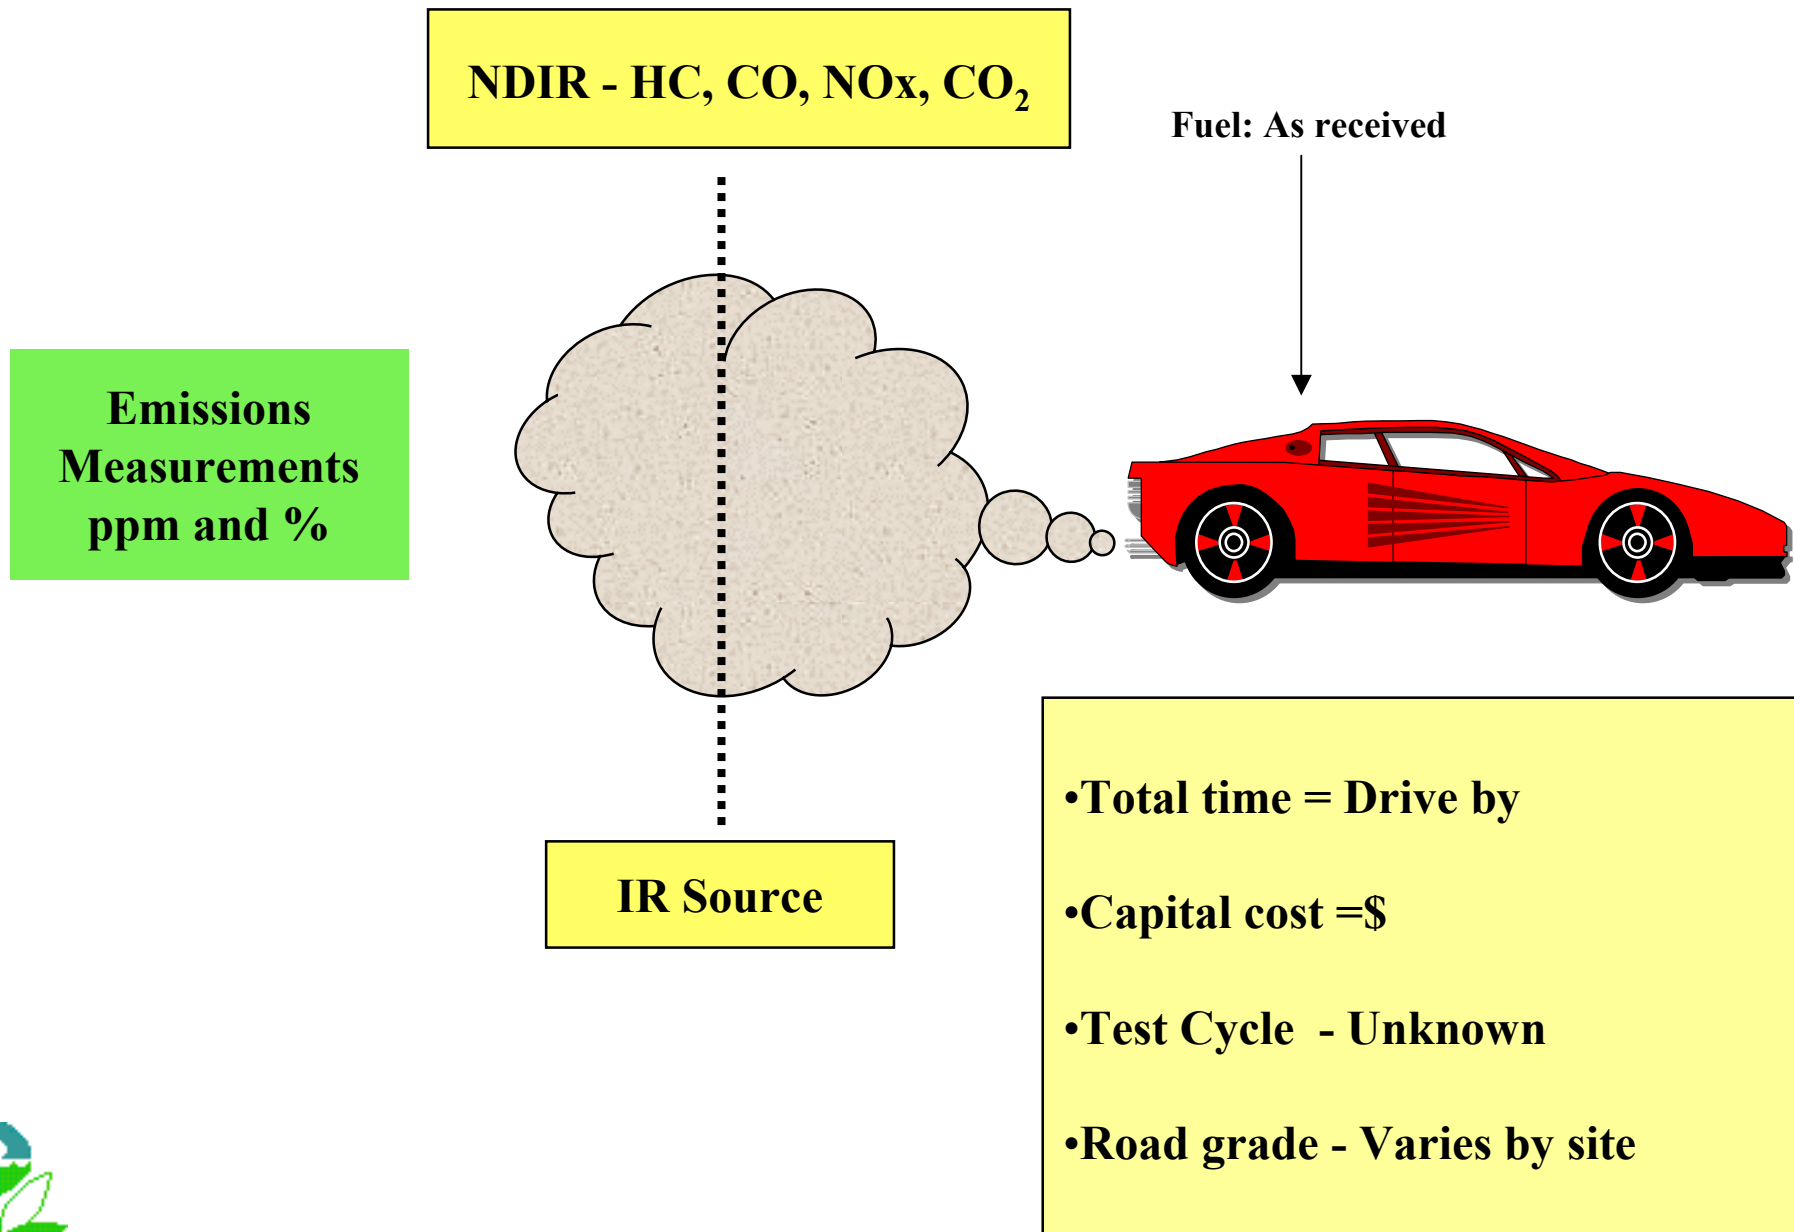 NDIR - HC, CO, NOx, CO₂
Fuel: As received
Emissions
Measurements
ppm and %
IR Source
•Total time = Drive by
•Capital cost =$
•Test Cycle  - Unknown
•Road grade - Varies by site